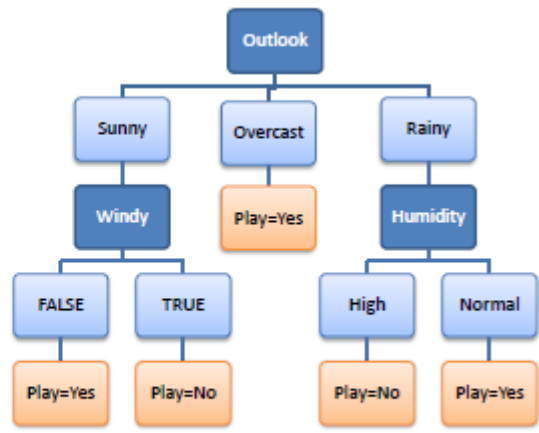 Outlook
Sunny
Overcast
Rainy
Windy
Play=Yes
Humidity
FALSE
TRUE
High
Normal
Play=Yes
Play=No
Play=No
Play=Yes